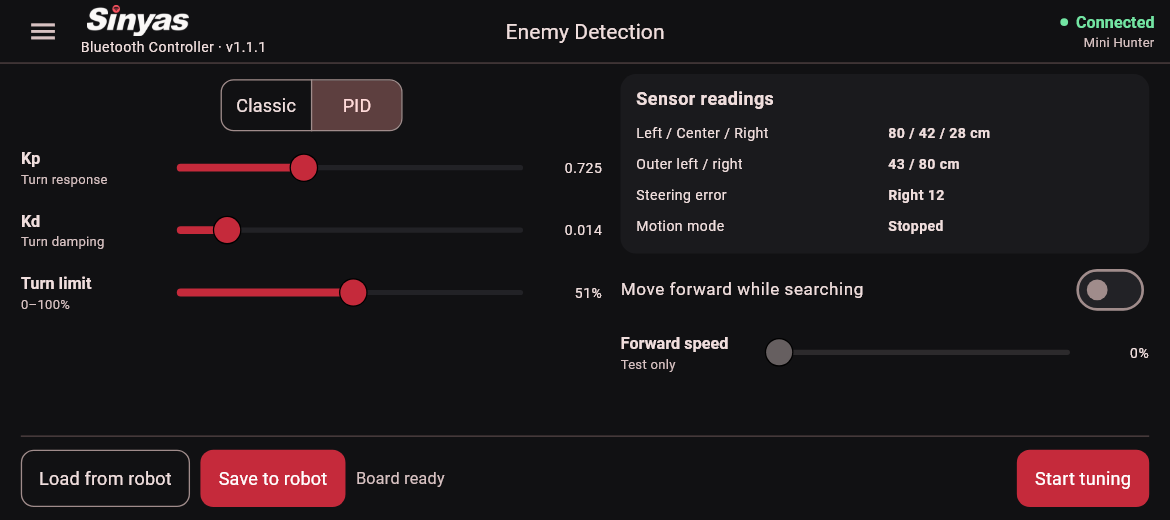 Sinyas
Bluetooth Controller · v1.1.1
Enemy Detection
Connected
Mini Hunter
Classic
PID
Kp
Turn response
0.725
Kd
Turn damping
0.014
Turn limit
0–100%
51%
Sensor readings
Left / Center / Right 80 / 42 / 28 cm
Outer left / right 43 / 80 cm
Steering error Right 12
Motion mode Stopped
Move forward while searching
Forward speed
Test only
0%
Load from robot
Save to robot
Board ready
Start tuning